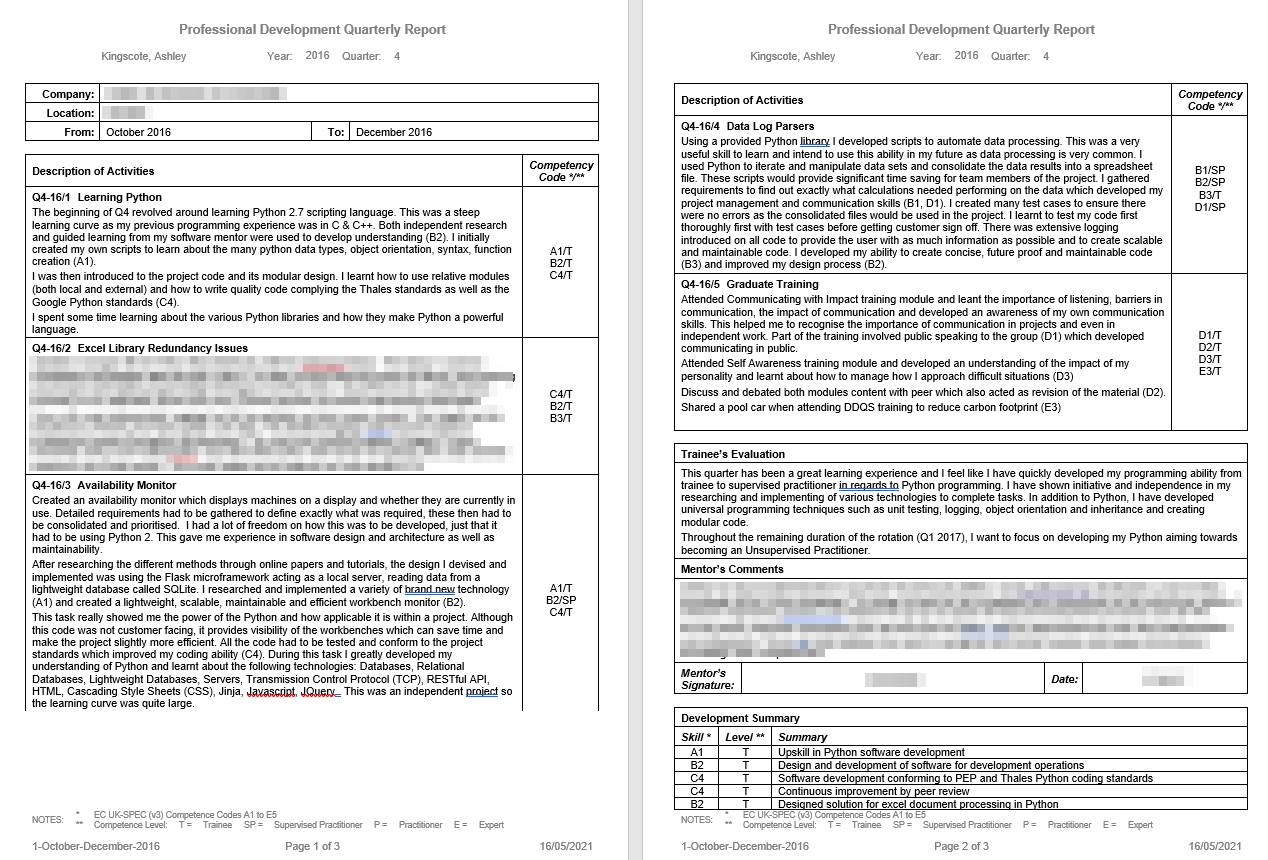 Professional Development Quarterly Report
Kingscote, Ashley Year: 2016 Quarter: 4
Company:
Location:
From: October 2016 To: December 2016
Description of Activities Competency Code */**
Q4-16/1 Learning Python
The beginning of Q4 revolved around learning Python 2.7 scripting language. This was a steep
learning curve as my previous programming experience was in C & C++. Both independent research
and guided learning from my software mentor were used to develop understanding (B2). I initially
created my own scripts to learn about the many python data types, object orientation, syntax, function
creation (A1).
I was then introduced to the project code and its modular design. I learnt how to use relative modules
(both local and external) and how to write quality code complying the Thales standards as well as the
Google Python standards (C4).
I spent some time learning about the various Python libraries and how they make Python a powerful
language.
A1/T
B2/T
C4/T
Q4-16/2 Excel Library Redundancy Issues
C4/T
B2/T
B3/T
Q4-16/3 Availability Monitor
Created an availability monitor which displays machines on a display and whether they are currently in
use. Detailed requirements had to be gathered to define exactly what was required, these then had to
be consolidated and prioritised. I had a lot of freedom on how this was to be developed, just that it
had to be using Python 2. This gave me experience in software design and architecture as well as
maintainability.
After researching the different methods through online papers and tutorials, the design I devised and
implemented was using the Flask microframework acting as a local server, reading data from a
lightweight database called SQLite. I researched and implemented a variety of brand new technology
(A1) and created a lightweight, scalable, maintainable and efficient workbench monitor (B2).
This task really showed me the power of the Python and how applicable it is within a project. Although
this code was not customer facing, it provides visibility of the workbenches which can save time and
make the project slightly more efficient. All the code had to be tested and conform to the project
standards which improved my coding ability (C4). During this task I greatly developed my
understanding of Python and learnt about the following technologies: Databases, Relational
Databases, Lightweight Databases, Servers, Transmission Control Protocol (TCP), RESTful API,
HTML, Cascading Style Sheets (CSS), Jinja, Javascript, JQuery. This was an independent project so
the learning curve was quite large.
A1/T
B2/SP
C4/T
NOTES: * EC UK-SPEC (v3) Competence Codes A1 to E5
** Competence Level: T = Trainee SP = Supervised Practitioner P = Practitioner E = Expert
1-October-December-2016 Page 1 of 3 16/05/2021
Professional Development Quarterly Report
Kingscote, Ashley Year: 2016 Quarter: 4
Description of Activities Competency Code */**
Q4-16/4 Data Log Parsers
Using a provided Python library I developed scripts to automate data processing. This was a very
useful skill to learn and intend to use this ability in my future as data processing is very common. I
used Python to iterate and manipulate data sets and consolidate the data results into a spreadsheet
file. These scripts would provide significant time saving for team members of the project. I gathered
requirements to find out exactly what calculations needed performing on the data which developed my
project management and communication skills (B1, D1). I created many test cases to ensure there
were no errors as the consolidated files would be used in the project. I learnt to test my code first
thoroughly first with test cases before getting customer sign off. There was extensive logging
introduced on all code to provide the user with as much information as possible and to create scalable
and maintainable code. I developed my ability to create concise, future proof and maintainable code
(B3) and improved my design process (B2).
B1/SP
B2/SP
B3/T
D1/SP
Q4-16/5 Graduate Training
Attended Communicating with Impact training module and leant the importance of listening, barriers in
communication, the impact of communication and developed an awareness of my own communication
skills. This helped me to recognise the importance of communication in projects and even in
independent work. Part of the training involved public speaking to the group (D1) which developed
communicating in public.
Attended Self Awareness training module and developed an understanding of the impact of my
personality and learnt about how to manage how I approach difficult situations (D3)
Discuss and debated both modules content with peer which also acted as revision of the material (D2).
Shared a pool car when attending DDQS training to reduce carbon footprint (E3)
D1/T
D2/T
D3/T
E3/T
Trainee's Evaluation
This quarter has been a great learning experience and I feel like I have quickly developed my programming ability from
trainee to supervised practitioner in regards to Python programming. I have shown initiative and independence in my
researching and implementing of various technologies to complete tasks. In addition to Python, I have developed
universal programming techniques such as unit testing, logging, object orientation and inheritance and creating
modular code.
Throughout the remaining duration of the rotation (Q1 2017), I want to focus on developing my Python aiming towards
becoming an Unsupervised Practitioner.
Mentor's Comments
Mentor's Signature: Date:
Development Summary
Skill * Level ** Summary
A1 T Upskill in Python software development
B2 T Design and development of software for development operations
C4 T Software development conforming to PEP and Thales Python coding standards
C4 T Continuous improvement by peer review
B2 T Designed solution for excel document processing in Python
NOTES: * EC UK-SPEC (v3) Competence Codes A1 to E5
** Competence Level: T = Trainee SP = Supervised Practitioner P = Practitioner E = Expert
1-October-December-2016 Page 2 of 3 16/05/2021